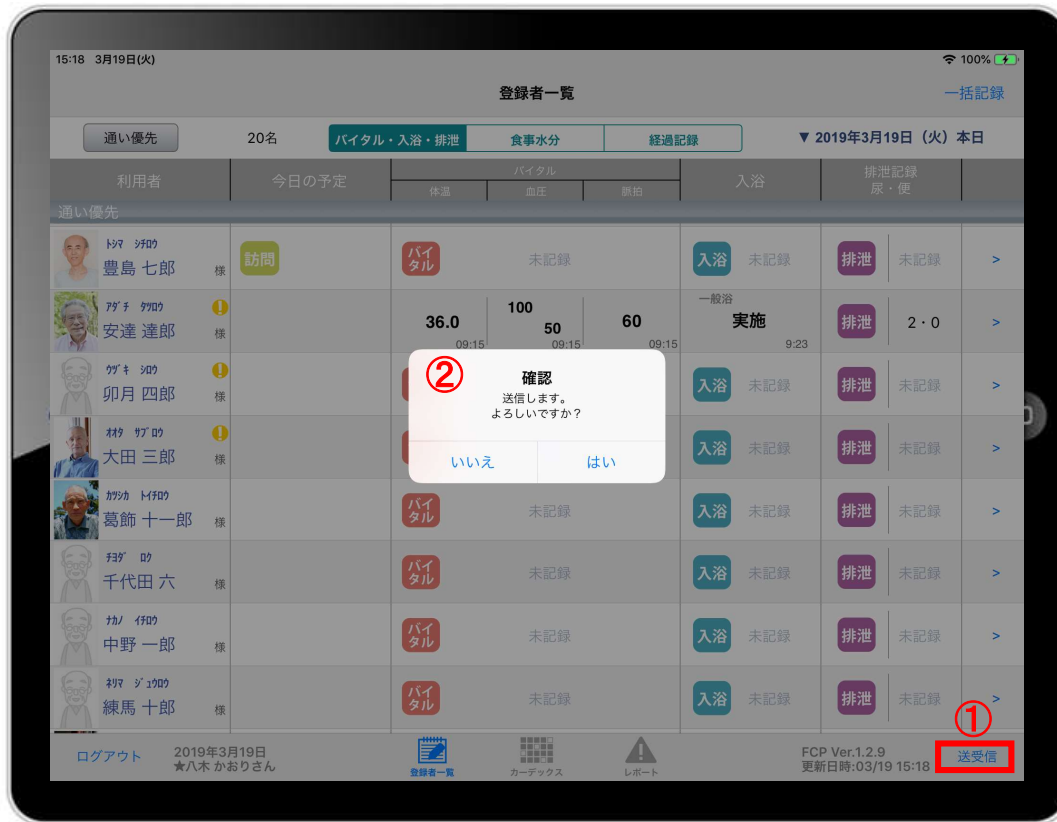 15:18 3月19日(火)
100%
登録者一覧
一括記録
通い優先
20名
バイタル・入浴・排泄
食事水分
経過記録
▼ 2019年3月19日（火）本日
利用者
今日の予定
バイタル
体温
血圧
脈拍
入浴
排泄記録
尿・便
通い優先
ﾄｼﾏ ｼﾁﾛｳ
豊島 七郎 様
訪問
バイ
タル
未記録
入浴
未記録
排泄
未記録
>
ｱﾀﾞﾁ ﾀﾂﾛｳ
安達 達郎 様
36.0
09:15
100
50
09:15
60
09:15
一般浴
実施
9:23
排泄
2・0
>
ｳﾂﾞｷ ｼﾛｳ
卯月 四郎 様
入浴
未記録
排泄
未記録
>
②
確認
送信します。
よろしいですか？
いいえ
はい
ｵｵﾀ ｻﾌﾞﾛｳ
大田 三郎 様
入浴
未記録
排泄
未記録
>
ｶﾂｼｶ ﾄｲﾁﾛｳ
葛飾 十一郎 様
バイ
タル
未記録
入浴
未記録
排泄
未記録
>
ﾁﾖﾀﾞ ﾛｸ
千代田 六 様
バイ
タル
未記録
入浴
未記録
排泄
未記録
>
ﾅｶﾉ ｲﾁﾛｳ
中野 一郎 様
バイ
タル
未記録
入浴
未記録
排泄
未記録
>
ﾈﾘﾏ ｼﾞｭｳﾛｳ
練馬 十郎 様
バイ
タル
未記録
入浴
未記録
排泄
未記録
>
①
ログアウト
2019年3月19日
★八木 かおりさん
登録者一覧
カーデックス
レポート
FCP Ver.1.2.9
更新日時:03/19 15:18
送受信